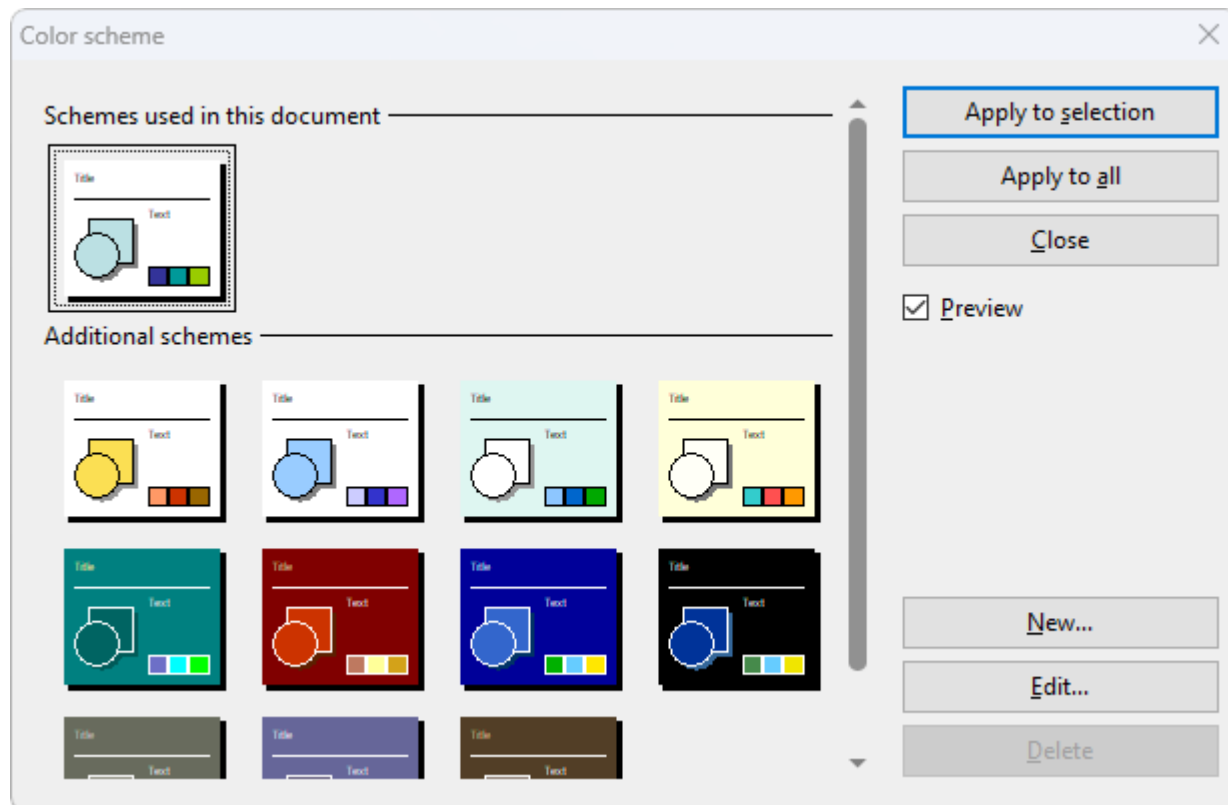 Color scheme
Schemes used in this document
Apply to selection
Title
Text
Apply to all
Close
Preview
Additional schemes
Title
Text
Title
Text
Title
Text
Title
Text
Title
Text
Title
Text
Title
Text
Title
Text
New...
Edit...
Title
Text
Title
Text
Title
Text
Delete